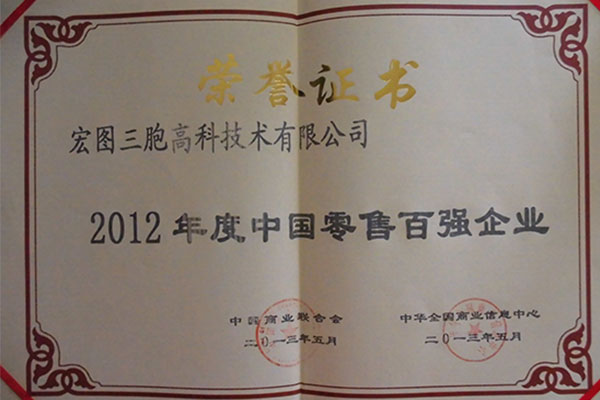 荣誉证书
宏图三胞高科技术有限公司
2012年度中国零售百强企业
中国商业联合会
二〇一三年五月
中华全国商业信息中心
二〇一三年五月